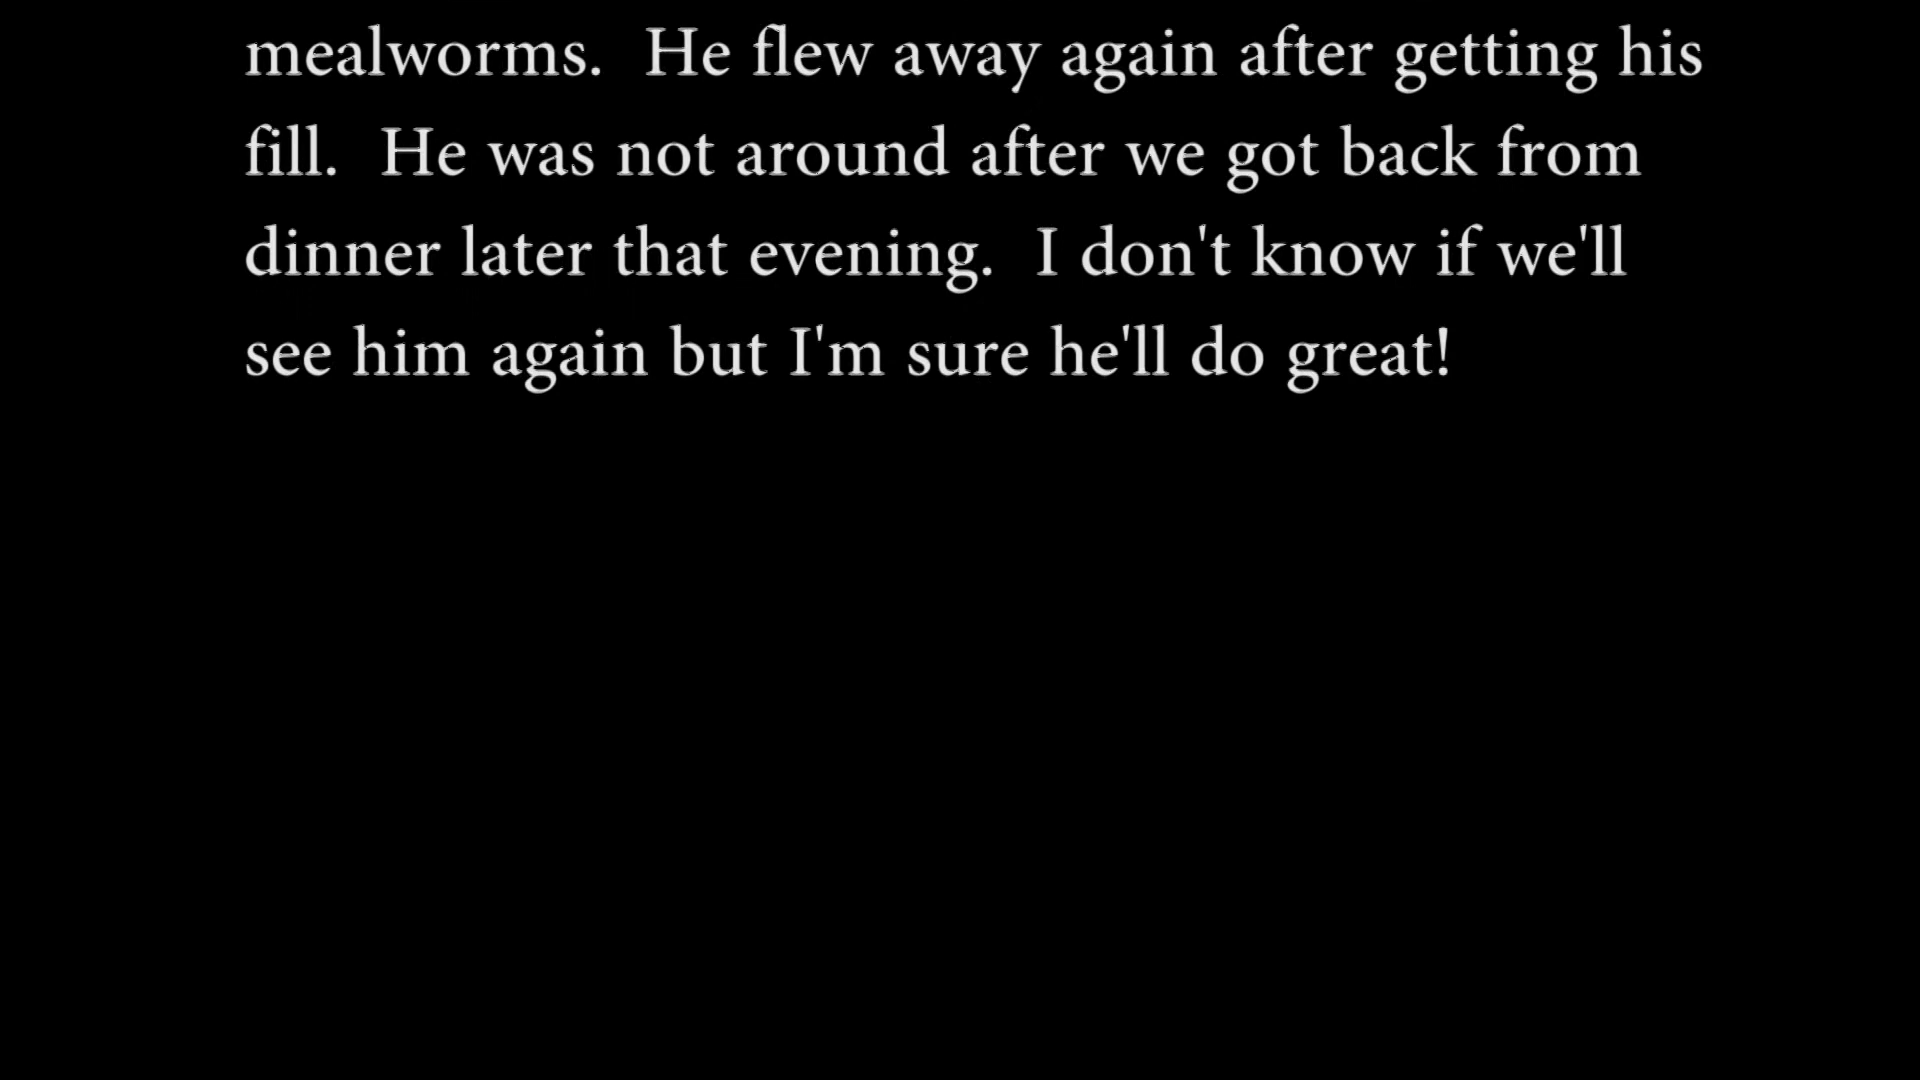 mealworms.  He flew away again after getting his
fill.  He was not around after we got back from
dinner later that evening.  I don't know if we'll
see him again but I'm sure he'll do great!